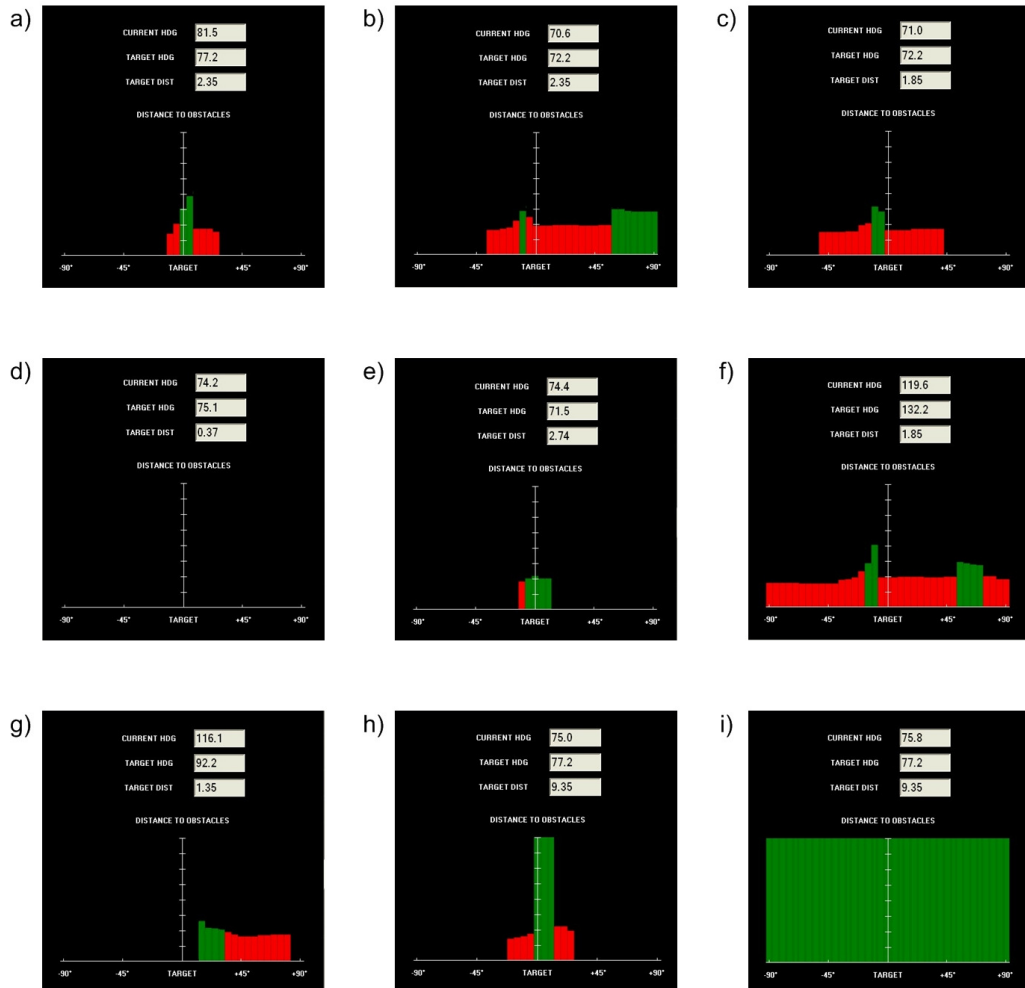 a)
CURRENT HDG 81.5
TARGET HDG 77.2
TARGET DIST 2.35
DISTANCE TO OBSTACLES
-90° -45° TARGET +45° +90°
b)
CURRENT HDG 70.6
TARGET HDG 72.2
TARGET DIST 2.35
DISTANCE TO OBSTACLES
-90° -45° TARGET +45° +90°
c)
CURRENT HDG 71.0
TARGET HDG 72.2
TARGET DIST 1.85
DISTANCE TO OBSTACLES
-90° -45° TARGET +45° +90°
d)
CURRENT HDG 74.2
TARGET HDG 75.1
TARGET DIST 0.37
DISTANCE TO OBSTACLES
-90° -45° TARGET +45° +90°
e)
CURRENT HDG 74.4
TARGET HDG 71.5
TARGET DIST 2.74
DISTANCE TO OBSTACLES
-90° -45° TARGET +45° +90°
f)
CURRENT HDG 119.6
TARGET HDG 132.2
TARGET DIST 1.85
DISTANCE TO OBSTACLES
-90° -45° TARGET +45° +90°
g)
CURRENT HDG 116.1
TARGET HDG 92.2
TARGET DIST 1.35
DISTANCE TO OBSTACLES
-90° -45° TARGET +45° +90°
h)
CURRENT HDG 75.0
TARGET HDG 77.2
TARGET DIST 9.35
DISTANCE TO OBSTACLES
-90° -45° TARGET +45° +90°
i)
CURRENT HDG 75.8
TARGET HDG 77.2
TARGET DIST 9.35
DISTANCE TO OBSTACLES
-90° -45° TARGET +45° +90°